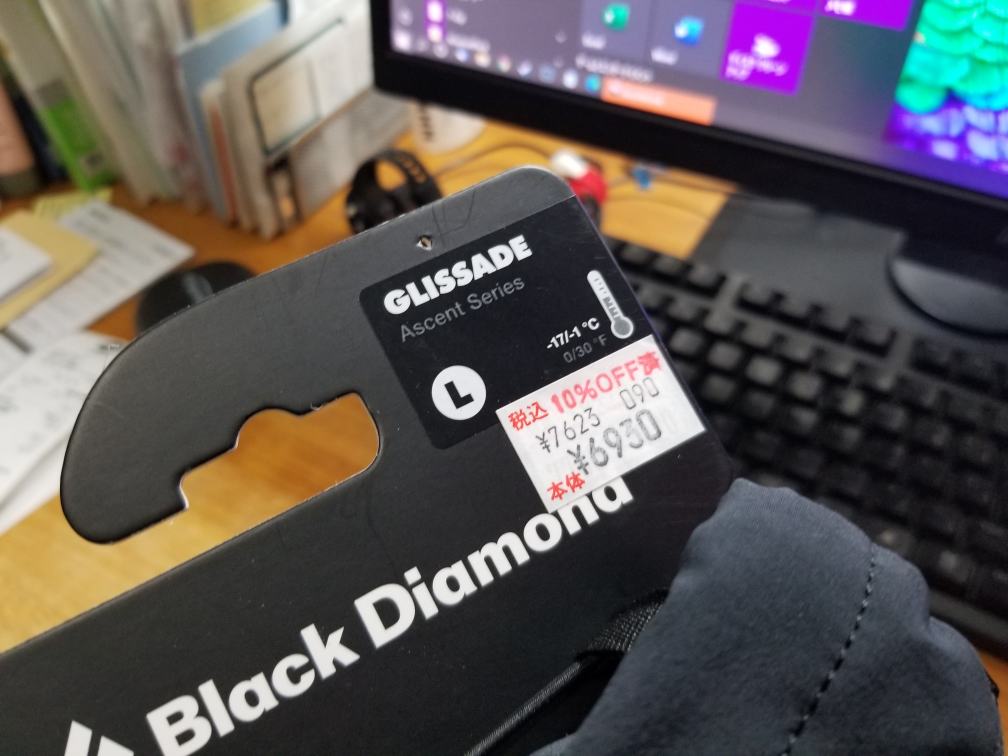 GLISSADE
Ascent Series
-17/-1 °C
0/30 °F
L
10%OFF済
税込 ¥7623 090
本体 ¥6930
Black Diamond